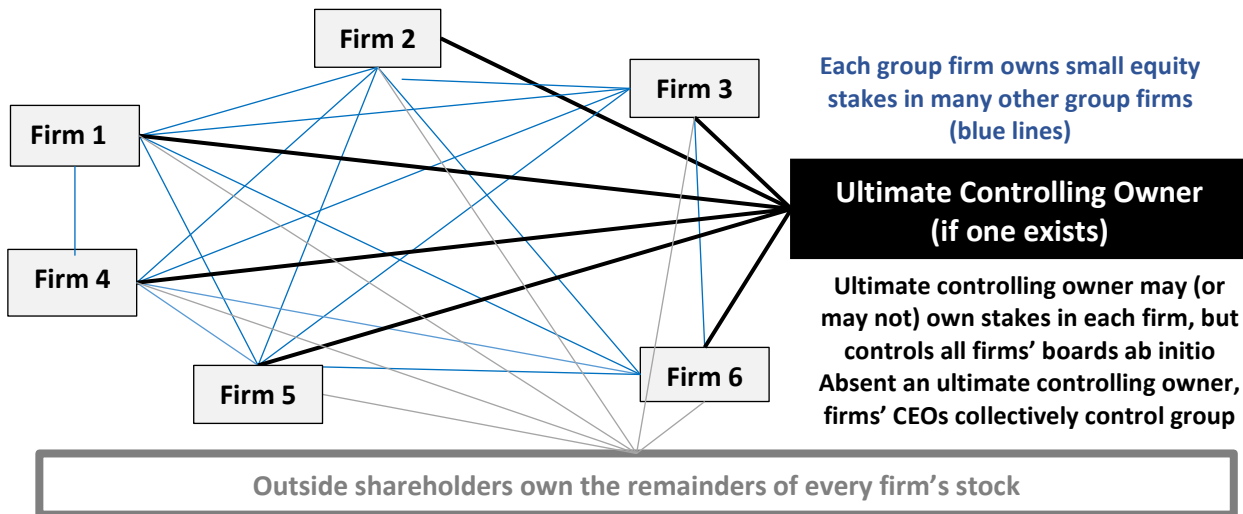 Firm 2
Each group firm owns small equity
stakes in many other group firms
(blue lines)
Firm 3
Firm 1
Ultimate Controlling Owner
(if one exists)
Firm 4
Ultimate controlling owner may (or
may not) own stakes in each firm, but
controls all firms’ boards ab initio
Absent an ultimate controlling owner,
firms’ CEOs collectively control group
Firm 5
Firm 6
Outside shareholders own the remainders of every firm’s stock